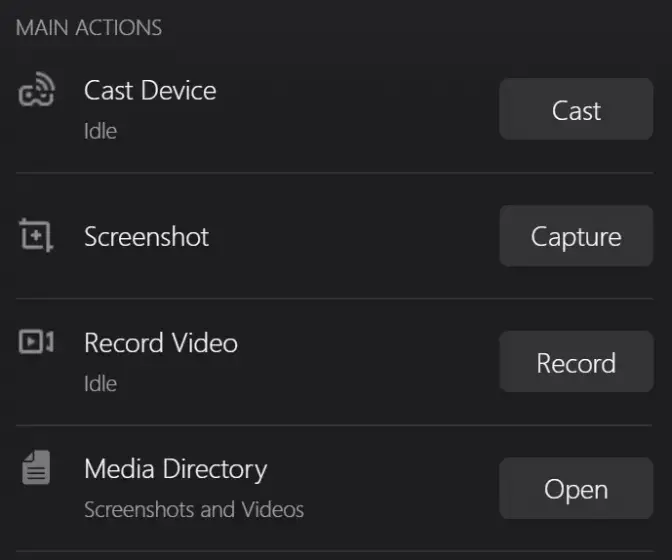 MAIN ACTIONS
Cast Device
Idle
Cast
Screenshot
Capture
Record Video
Idle
Record
Media Directory
Screenshots and Videos
Open